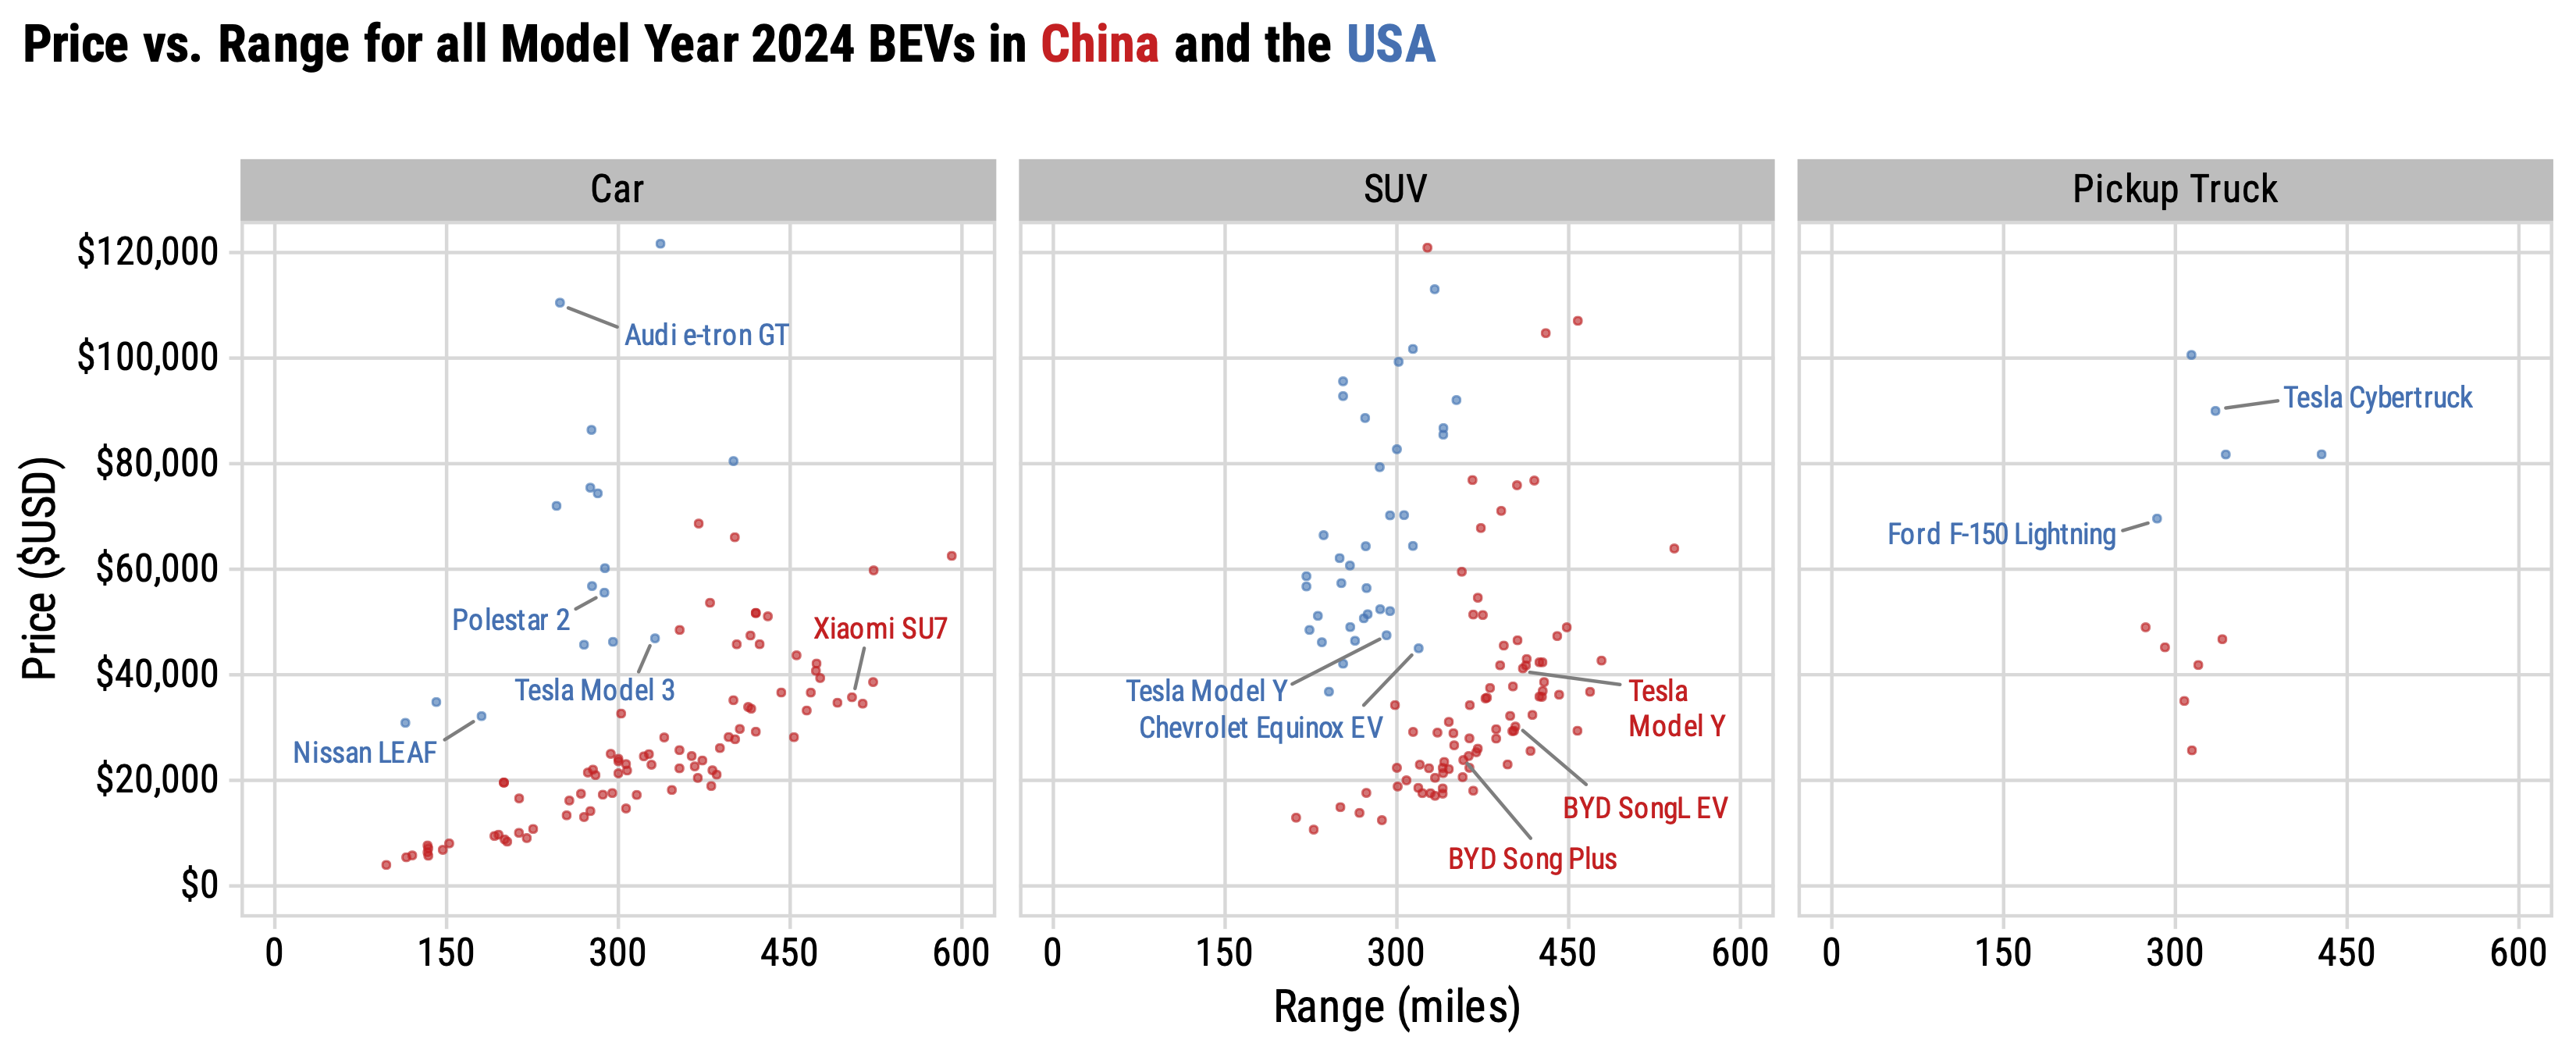 Price vs. Range for all Model Year 2024 BEVs in China and the USA
Car
SUV
Pickup Truck
Price ($USD)
$120,000
$100,000
$80,000
$60,000
$40,000
$20,000
$0
Audi e-tron GT
Polestar 2
Xiaomi SU7
Tesla Model 3
Nissan LEAF
Tesla Model Y
Chevrolet Equinox EV
Tesla
Model Y
BYD SongL EV
BYD Song Plus
Tesla Cybertruck
Ford F-150 Lightning
0 150 300 450 600
0 150 300 450 600
0 150 300 450 600
Range (miles)